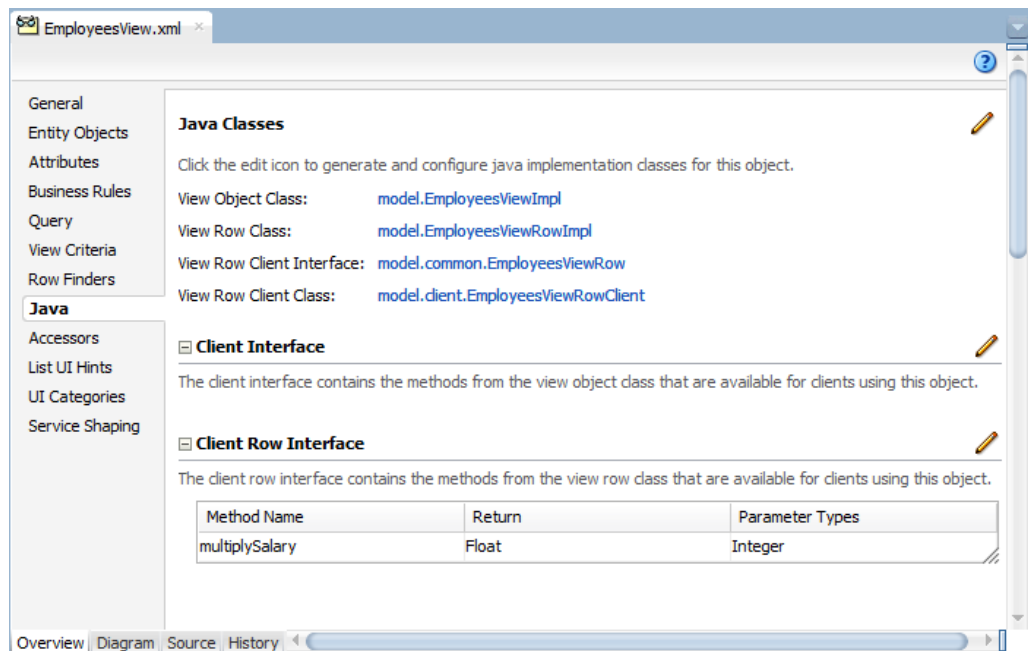 EmployeesView.xml
General
Entity Objects
Attributes
Business Rules
Query
View Criteria
Row Finders
Java
Accessors
List UI Hints
UI Categories
Service Shaping
Java Classes
Click the edit icon to generate and configure java implementation classes for this object.
View Object Class: model.EmployeesViewImpl
View Row Class: model.EmployeesViewRowImpl
View Row Client Interface: model.common.EmployeesViewRow
View Row Client Class: model.client.EmployeesViewRowClient
Client Interface
The client interface contains the methods from the view object class that are available for clients using this object.
Client Row Interface
The client row interface contains the methods from the view row class that are available for clients using this object.
Method Name Return Parameter Types
multiplySalary Float Integer
Overview Diagram Source History